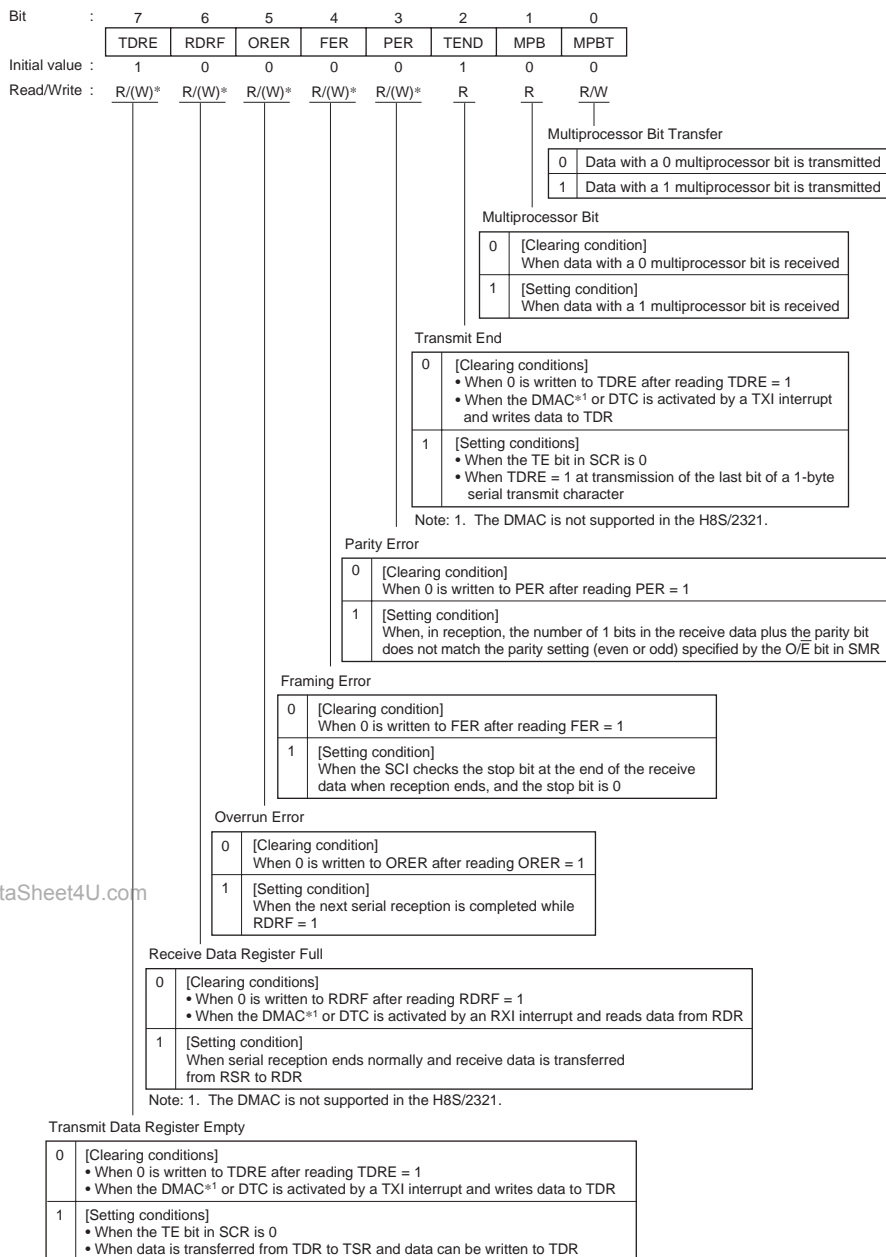 Bit : 7 6 5 4 3 2 1 0
TDRE RDRF ORER FER PER TEND MPB MPBT
Initial value : 1 0 0 0 0 1 0 0
Read/Write : R/(W)* R/(W)* R/(W)* R/(W)* R/(W)* R R R/W
Multiprocessor Bit Transfer
0 Data with a 0 multiprocessor bit is transmitted
1 Data with a 1 multiprocessor bit is transmitted
Multiprocessor Bit
0 [Clearing condition]
When data with a 0 multiprocessor bit is received
1 [Setting condition]
When data with a 1 multiprocessor bit is received
Transmit End
0 [Clearing conditions]
• When 0 is written to TDRE after reading TDRE = 1
• When the DMAC*1 or DTC is activated by a TXI interrupt
and writes data to TDR
1 [Setting conditions]
• When the TE bit in SCR is 0
• When TDRE = 1 at transmission of the last bit of a 1-byte
serial transmit character
Note: 1. The DMAC is not supported in the H8S/2321.
Parity Error
0 [Clearing condition]
When 0 is written to PER after reading PER = 1
1 [Setting condition]
When, in reception, the number of 1 bits in the receive data plus the parity bit
does not match the parity setting (even or odd) specified by the O/E̅ bit in SMR
Framing Error
0 [Clearing condition]
When 0 is written to FER after reading FER = 1
1 [Setting condition]
When the SCI checks the stop bit at the end of the receive
data when reception ends, and the stop bit is 0
Overrun Error
0 [Clearing condition]
When 0 is written to ORER after reading ORER = 1
1 [Setting condition]
When the next serial reception is completed while
RDRF = 1
taSheet4U.com
Receive Data Register Full
0 [Clearing conditions]
• When 0 is written to RDRF after reading RDRF = 1
• When the DMAC*1 or DTC is activated by an RXI interrupt and reads data from RDR
1 [Setting condition]
When serial reception ends normally and receive data is transferred
from RSR to RDR
Note: 1. The DMAC is not supported in the H8S/2321.
Transmit Data Register Empty
0 [Clearing conditions]
• When 0 is written to TDRE after reading TDRE = 1
• When the DMAC*1 or DTC is activated by a TXI interrupt and writes data to TDR
1 [Setting conditions]
• When the TE bit in SCR is 0
• When data is transferred from TDR to TSR and data can be written to TDR